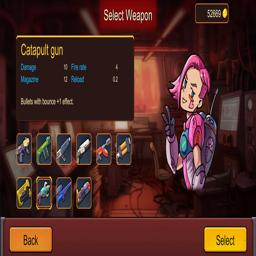 Select Weapon
52669
Catapult gun
Damage 10 Fire rate 4
Magazine 12 Reload 0.2
Bullets with bounce +1 effect.
Back
Select